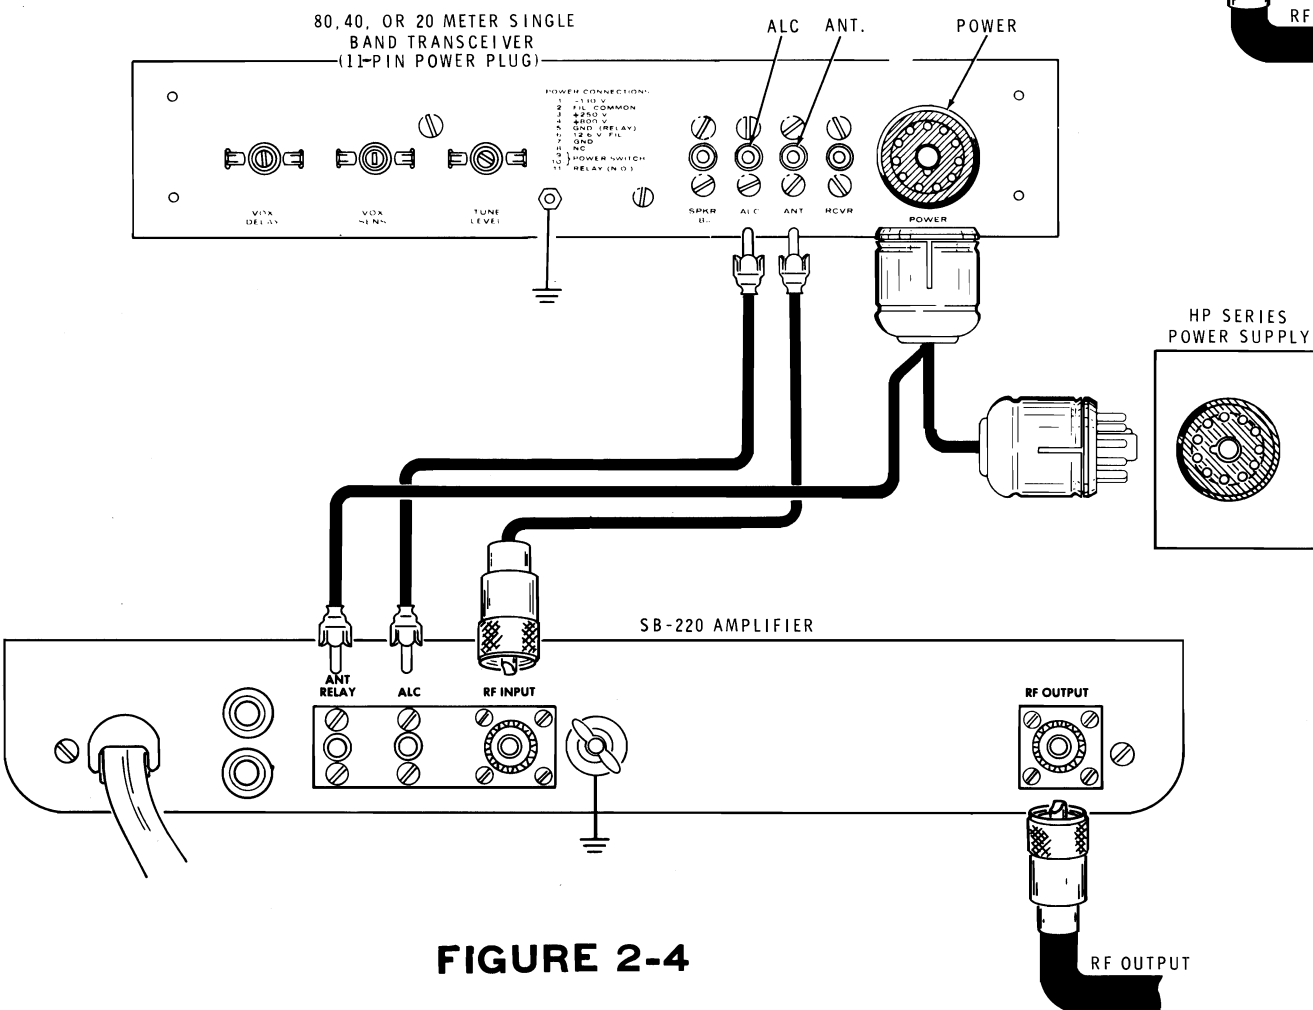 RF
80, 40, OR 20 METER SINGLE
BAND TRANSCEIVER
(11-PIN POWER PLUG)
ALC
ANT.
POWER
POWER CONNECTIONS
1 -130 V
2 FIL COMMON
3 +250 V
4 +800 V
5 GND (RELAY)
6 12.6 V FIL
7 GND
8 NC
9
10 } POWER SWITCH
11 RELAY (N.O.)
VOX
DELAY
VOX
SENS
TUNE
LEVEL
SPKR
8
ALC
ANT
RCVR
POWER
HP SERIES
POWER SUPPLY
SB-220 AMPLIFIER
ANT
RELAY
ALC
RF INPUT
RF OUTPUT
RF OUTPUT
FIGURE 2-4